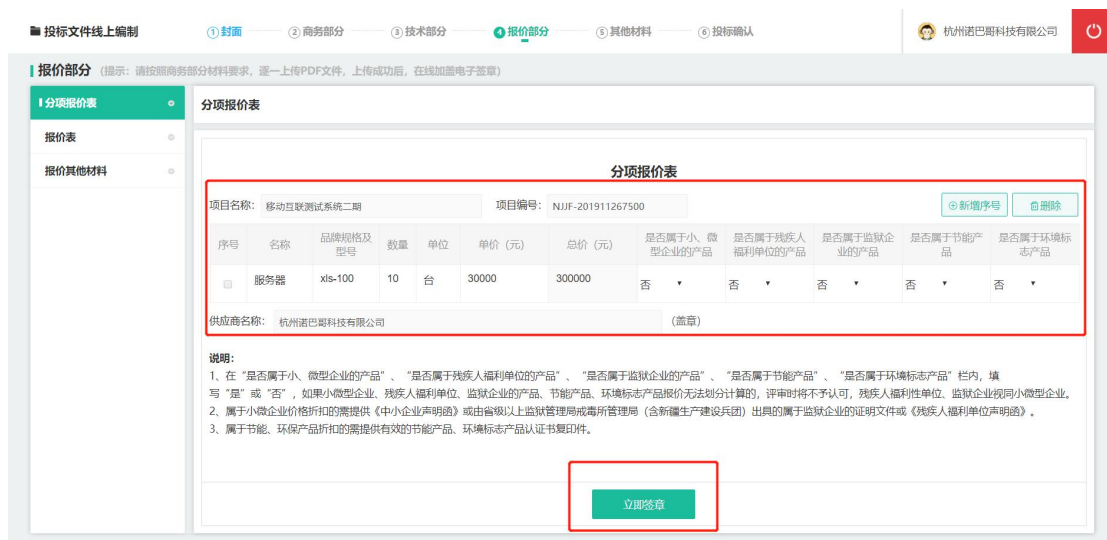 投标文件线上编制
①封面
②商务部分
③技术部分
④报价部分
⑤其他材料
⑥投标确认
杭州诺巴哥科技有限公司
报价部分 (提示：请按照商务部分材料要求，逐一上传PDF文件，上传成功后，在线加盖电子签章)
分项报价表
报价表
报价其他材料
分项报价表
分项报价表
项目名称： 移动互联测试系统二期 项目编号： NJJF-201911267500 ⊕新增序号 删除
序号 名称 品牌规格及型号 数量 单位 单价（元） 总价（元） 是否属于小、微型企业的产品 是否属于残疾人福利单位的产品 是否属于监狱企业的产品 是否属于节能产品 是否属于环境标志产品
服务器 xls-100 10 台 30000 300000 否 否 否 否 否
供应商名称： 杭州诺巴哥科技有限公司 （盖章）
说明：
1、在“是否属于小、微型企业的产品”、“是否属于残疾人福利单位的产品”、“是否属于监狱企业的产品”、“是否属于节能产品”、“是否属于环境标志产品”栏内，填
写“是”或“否”，如果小微型企业、残疾人福利单位、监狱企业的产品、节能产品、环境标志产品报价无法划分计算的，评审时将不予认可，残疾人福利性单位、监狱企业视同小微型企业。
2、属于小微企业价格折扣的需提供《中小企业声明函》或由省级以上监狱管理局戒毒所管理局（含新疆生产建设兵团）出具的属于监狱企业的证明文件或《残疾人福利单位声明函》。
3、属于节能、环保产品折扣的需提供有效的节能产品、环境标志产品认证书复印件。
立即签章